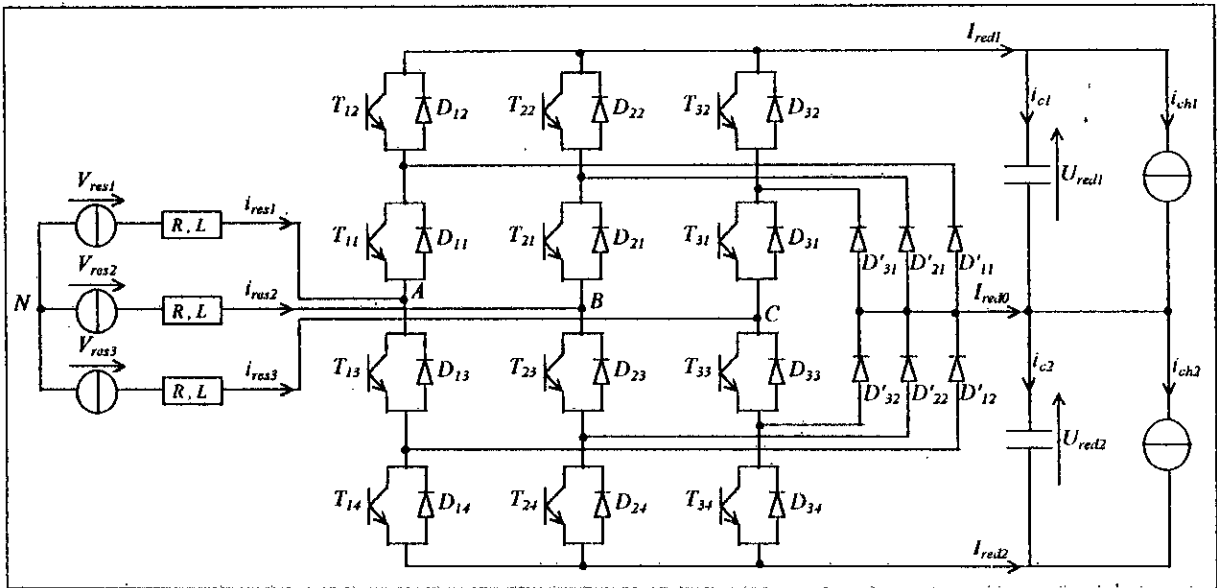 I_red1
T_12 D_12 T_22 D_22 T_32 D_32
i_c1 i_ch1
V_res1
U_red1
i_res1
R, L
T_11 D_11 T_21 D_21 T_31 D_31
D'_31 D'_21 D'_11
V_res2
A
i_res2
I_red0
N
R, L
B
C
V_res3
i_res3
R, L
T_13 D_13 T_23 D_23 T_33 D_33
D'_32 D'_22 D'_12
i_c2 i_ch2
U_red2
T_14 D_14 T_24 D_24 T_34 D_34
I_red2